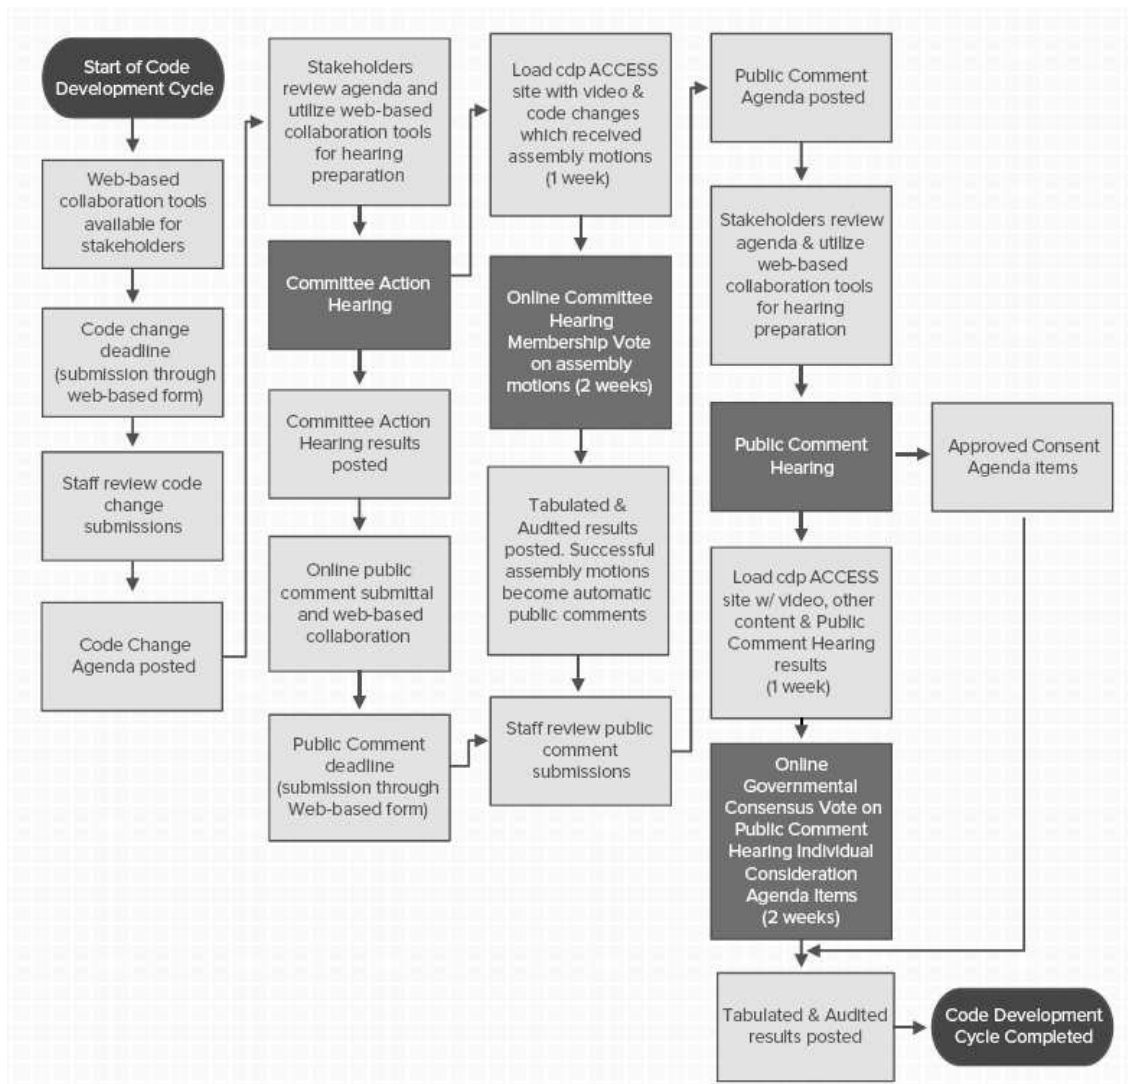 Start of Code
Development Cycle
Web-based
collaboration tools
available for
stakeholders
Code change
deadline
(submission through
web-based form)
Staff review code
change
submissions
Code Change
Agenda posted
Stakeholders
review agenda and
utilize web-based
collaboration tools
for hearing
preparation
Committee Action
Hearing
Committee Action
Hearing results
posted
Online public
comment submittal
and web-based
collaboration
Public Comment
deadline
(submission through
Web-based form)
Load cdp ACCESS
site with video &
code changes
which received
assembly motions
(1 week)
Online Committee
Hearing
Membership Vote
on assembly
motions (2 weeks)
Tabulated &
Audited results
posted. Successful
assembly motions
become automatic
public comments
Staff review public
comment
submissions
Public Comment
Agenda posted
Stakeholders review
agenda & utilize
web-based
collaboration tools
for hearing
preparation
Public Comment
Hearing
Approved Consent
Agenda items
Load cdp ACCESS
site w/ video, other
content & Public
Comment Hearing
results
(1 week)
Online
Governmental
Consensus Vote on
Public Comment
Hearing Individual
Consideration
Agenda Items
(2 weeks)
Tabulated & Audited
results posted
Code Development
Cycle Completed